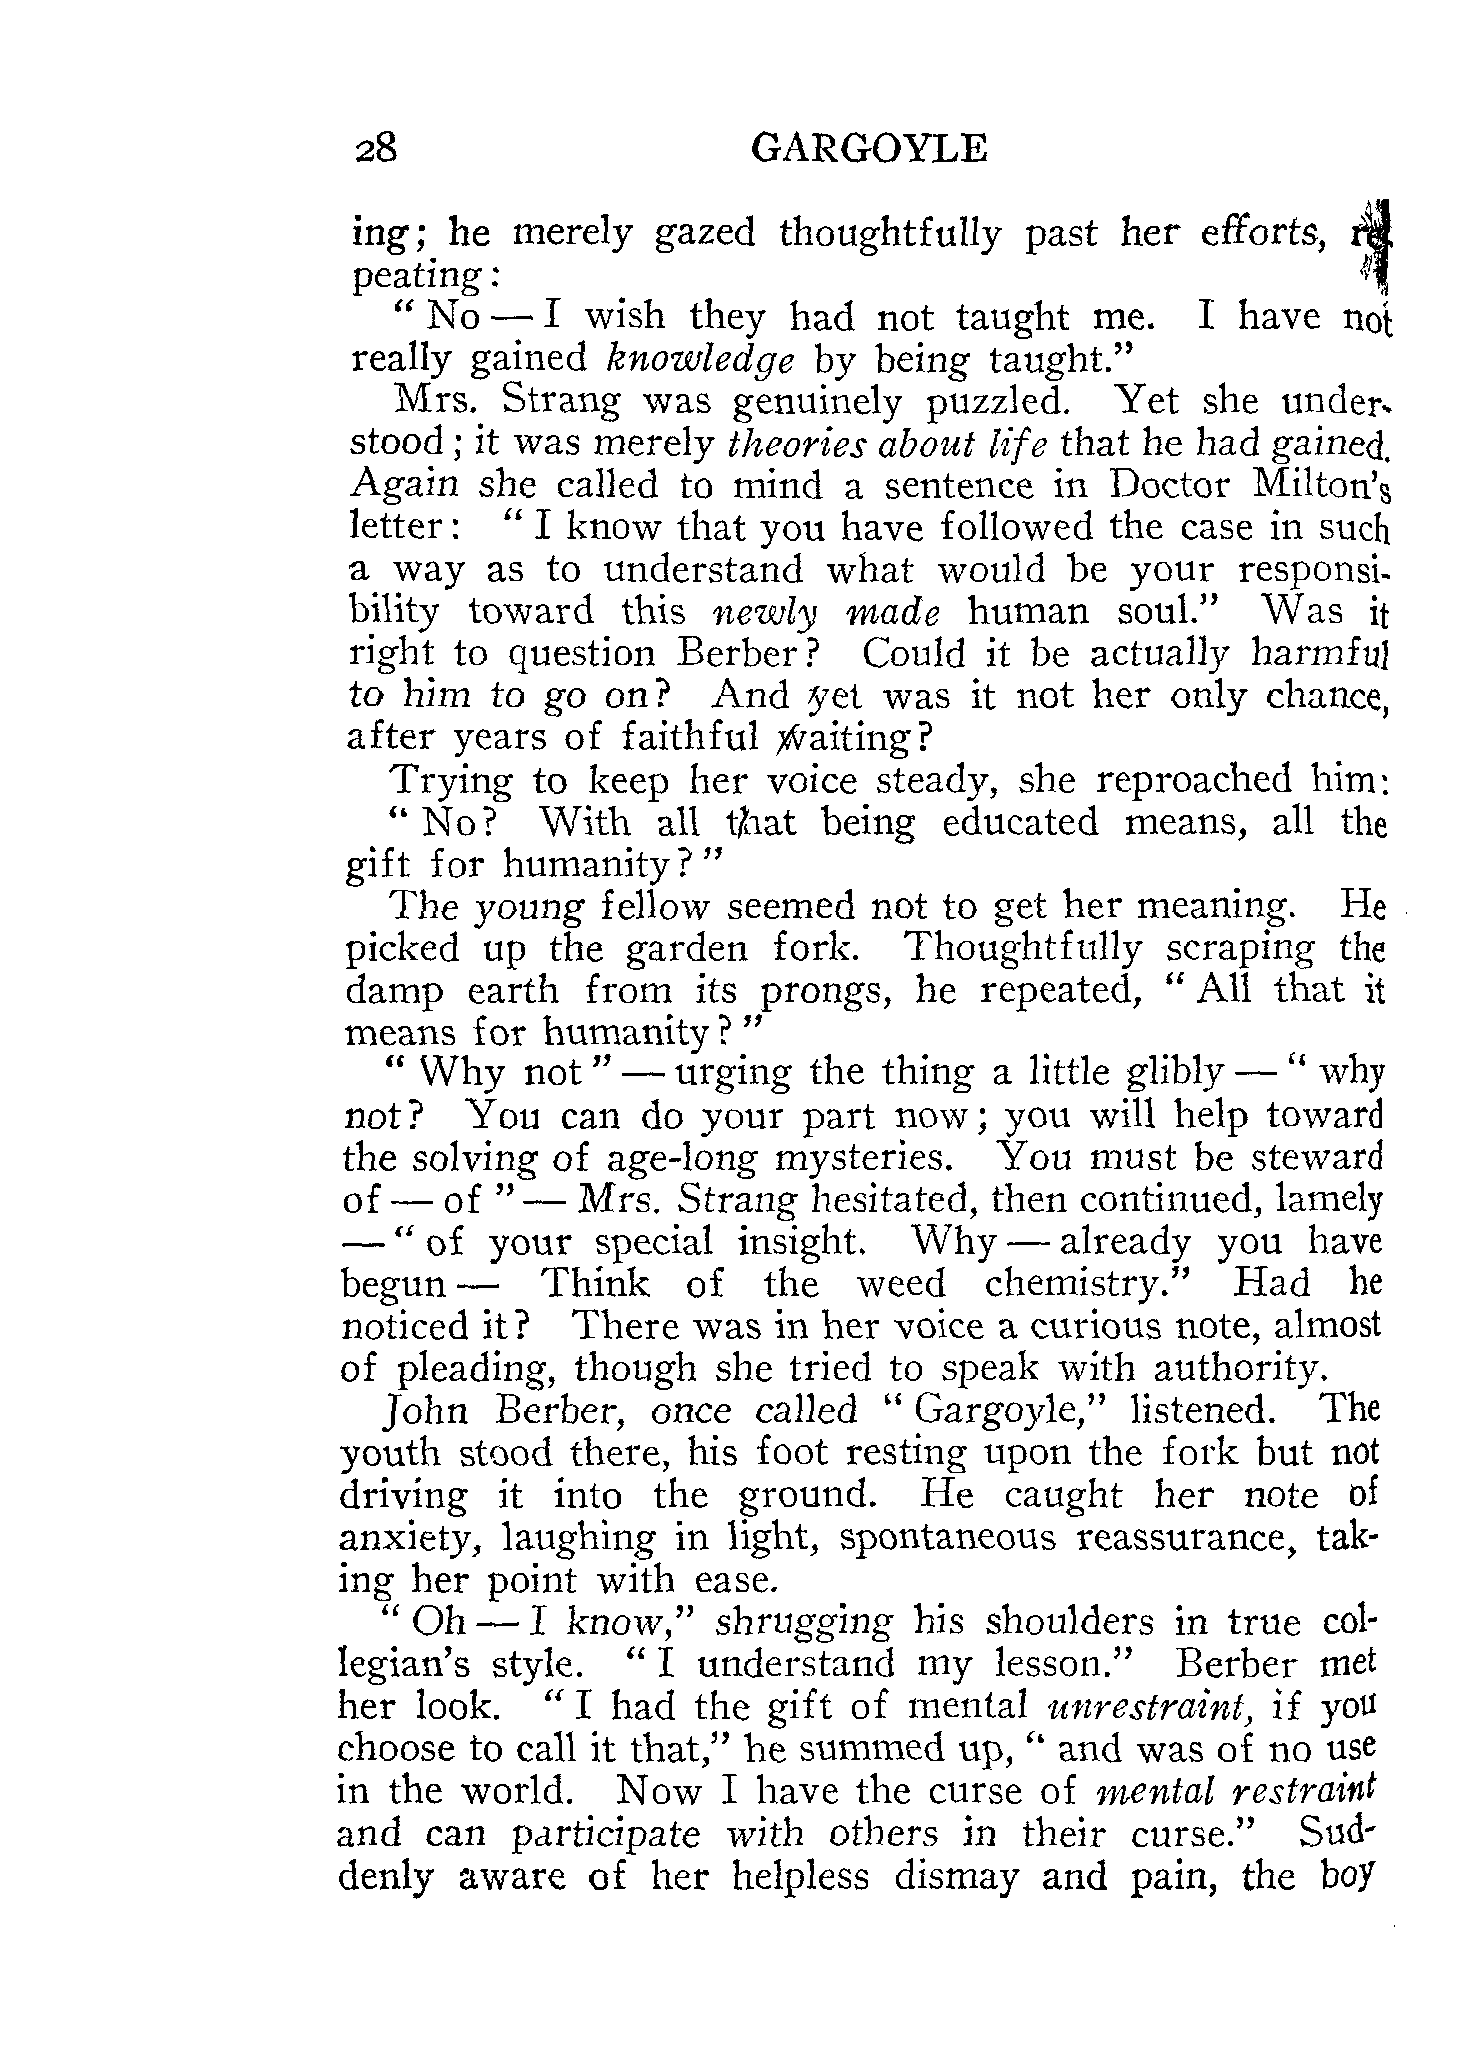 28 GARGOYLE
ing; he merely gazed thoughtfully past her efforts, re-
peating:
“ No — I wish they had not taught me. I have not
really gained knowledge by being taught.”
Mrs. Strang was genuinely puzzled. Yet she under-
stood; it was merely theories about life that he had gained.
Again she called to mind a sentence in Doctor Milton’s
letter: “ I know that you have followed the case in such
a way as to understand what would be your responsi-
bility toward this newly made human soul.” Was it
right to question Berber? Could it be actually harmful
to him to go on? And yet was it not her only chance,
after years of faithful waiting?
Trying to keep her voice steady, she reproached him:
“ No? With all that being educated means, all the
gift for humanity? ”
The young fellow seemed not to get her meaning. He
picked up the garden fork. Thoughtfully scraping the
damp earth from its prongs, he repeated, “ All that it
means for humanity? ”
“ Why not ” — urging the thing a little glibly — “ why
not? You can do your part now; you will help toward
the solving of age-long mysteries. You must be steward
of — of ” — Mrs. Strang hesitated, then continued, lamely
— “ of your special insight. Why — already you have
begun — Think of the weed chemistry.” Had he
noticed it? There was in her voice a curious note, almost
of pleading, though she tried to speak with authority.
John Berber, once called “ Gargoyle,” listened. The
youth stood there, his foot resting upon the fork but not
driving it into the ground. He caught her note of
anxiety, laughing in light, spontaneous reassurance, tak-
ing her point with ease.
“ Oh — I know,” shrugging his shoulders in true col-
legian’s style. “ I understand my lesson.” Berber met
her look. “ I had the gift of mental unrestraint, if you
choose to call it that,” he summed up, “ and was of no use
in the world. Now I have the curse of mental restraint
and can participate with others in their curse.” Sud-
denly aware of her helpless dismay and pain, the boy